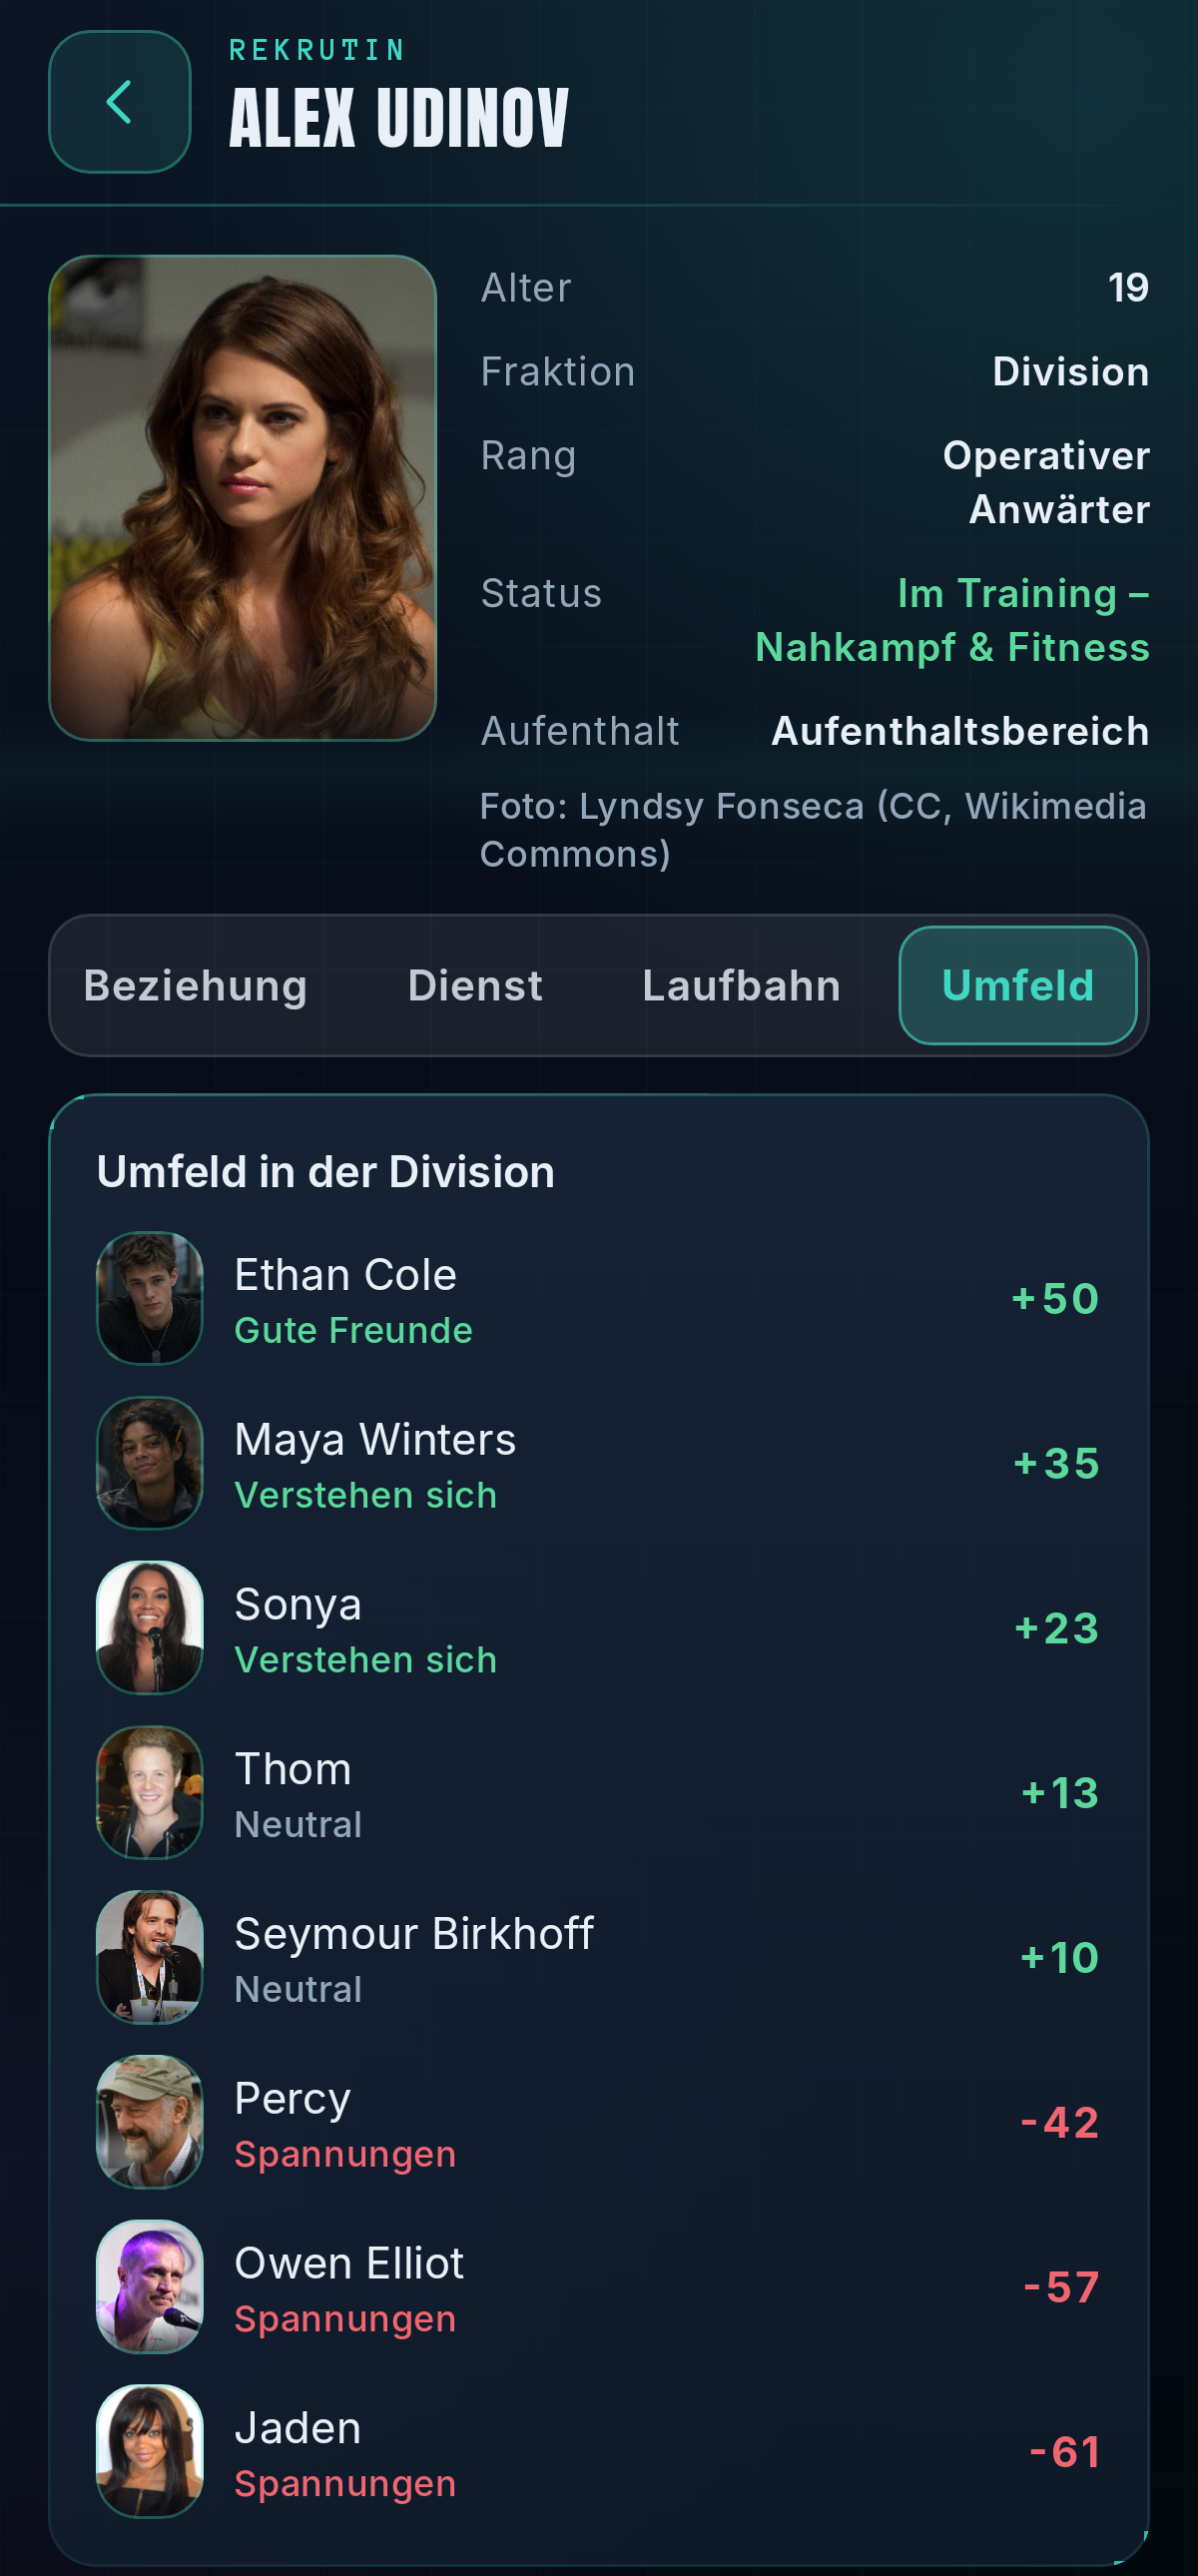 REKRUTIN
ALEX UDINOV
Alter 19
Fraktion Division
Rang Operativer
Anwärter
Status Im Training –
Nahkampf & Fitness
Aufenthalt Aufenthaltsbereich
Foto: Lyndsy Fonseca (CC, Wikimedia
Commons)
Beziehung Dienst Laufbahn Umfeld
Umfeld in der Division
Ethan Cole
Gute Freunde
+50
Maya Winters
Verstehen sich
+35
Sonya
Verstehen sich
+23
Thom
Neutral
+13
Seymour Birkhoff
Neutral
+10
Percy
Spannungen
-42
Owen Elliot
Spannungen
-57
Jaden
Spannungen
-61